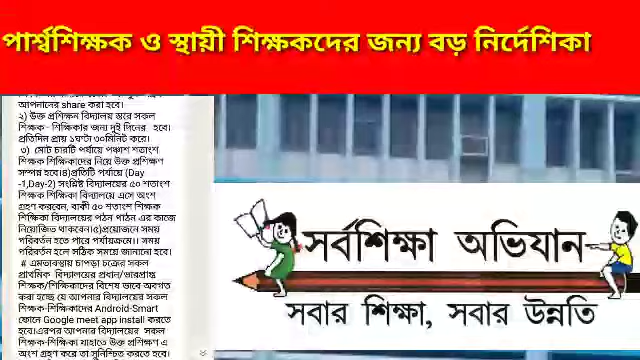 পার্শ্বশিক্ষক ও স্থায়ী শিক্ষকদের জন্য বড় নির্দেশিকা
আপনাদের share করা হবে।
২) উক্ত প্রশিক্ষন বিদ্যালয় স্তরে সকল
শিক্ষক - শিক্ষিকার জন্য দুই দিনের হবে।
প্রতিদিন প্রায় ১ঘন্টা ৩০মিনিট করে।
৩) মোট চারটি পর্যায়ে পঞ্চাশ শতাংশ
শিক্ষক শিক্ষিকাদের নিয়ে উক্ত প্রশিক্ষণ
সম্পন্ন হবে।৪)প্রতিটি পর্যায়ে (Day
-1,Day-2) সংশ্লিষ্ট বিদ্যালয়ের ৫০ শতাংশ
শিক্ষক শিক্ষিকা বিদ্যালয়ে এসে অংশ
গ্রহণ করবেন, বাকী ৫০ শতাংশ শিক্ষক
শিক্ষিকা বিদ্যালয়ের পঠন পাঠন এর কাজে
নিয়োজিত থাকবেন।৫)প্রয়োজনে সময়
পরিবর্তন হতে পারে পর্যায়ক্রমে।। সময়
পরিবর্তন হলে সঠিক সময়ে জানানো হবে।
# এমতাবস্থায় চাপড়া চক্রের সকল
প্রাথমিক বিদ্যালয়ের প্রধান/ভারপ্রাপ্ত
শিক্ষক/শিক্ষিকাদের বিশেষ ভাবে অবগত
করা হচ্ছে যে আপনার বিদ্যালয়ের সকল
শিক্ষক-শিক্ষিকাদের Android-Smart
ফোনে Google meet app install করতে
হবে।এরপর আপনার বিদ্যালয়ের সকল
শিক্ষক-শিক্ষিকা যাহাতে উক্ত প্রশিক্ষণ এ
অংশ গ্রহণ করে তা সুনিশ্চিত করতে হবে।
সর্বশিক্ষা অভিযান
সবার শিক্ষা, সবার উন্নতি